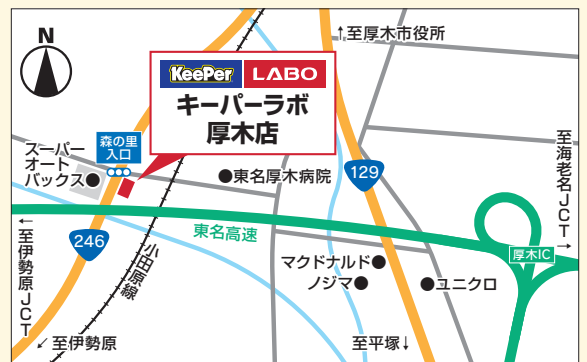 N
↑至厚木市役所
KeePer LABO
キーパーラボ
厚木店
森の里
入口
スーパー
オート
バックス●
●東名厚木病院
129
至海老名JCT→
東名高速
246
小田原線
←至伊勢原JCT
厚木IC
マクドナルド●
ノジマ●
●ユニクロ
↙至伊勢原
至平塚↓